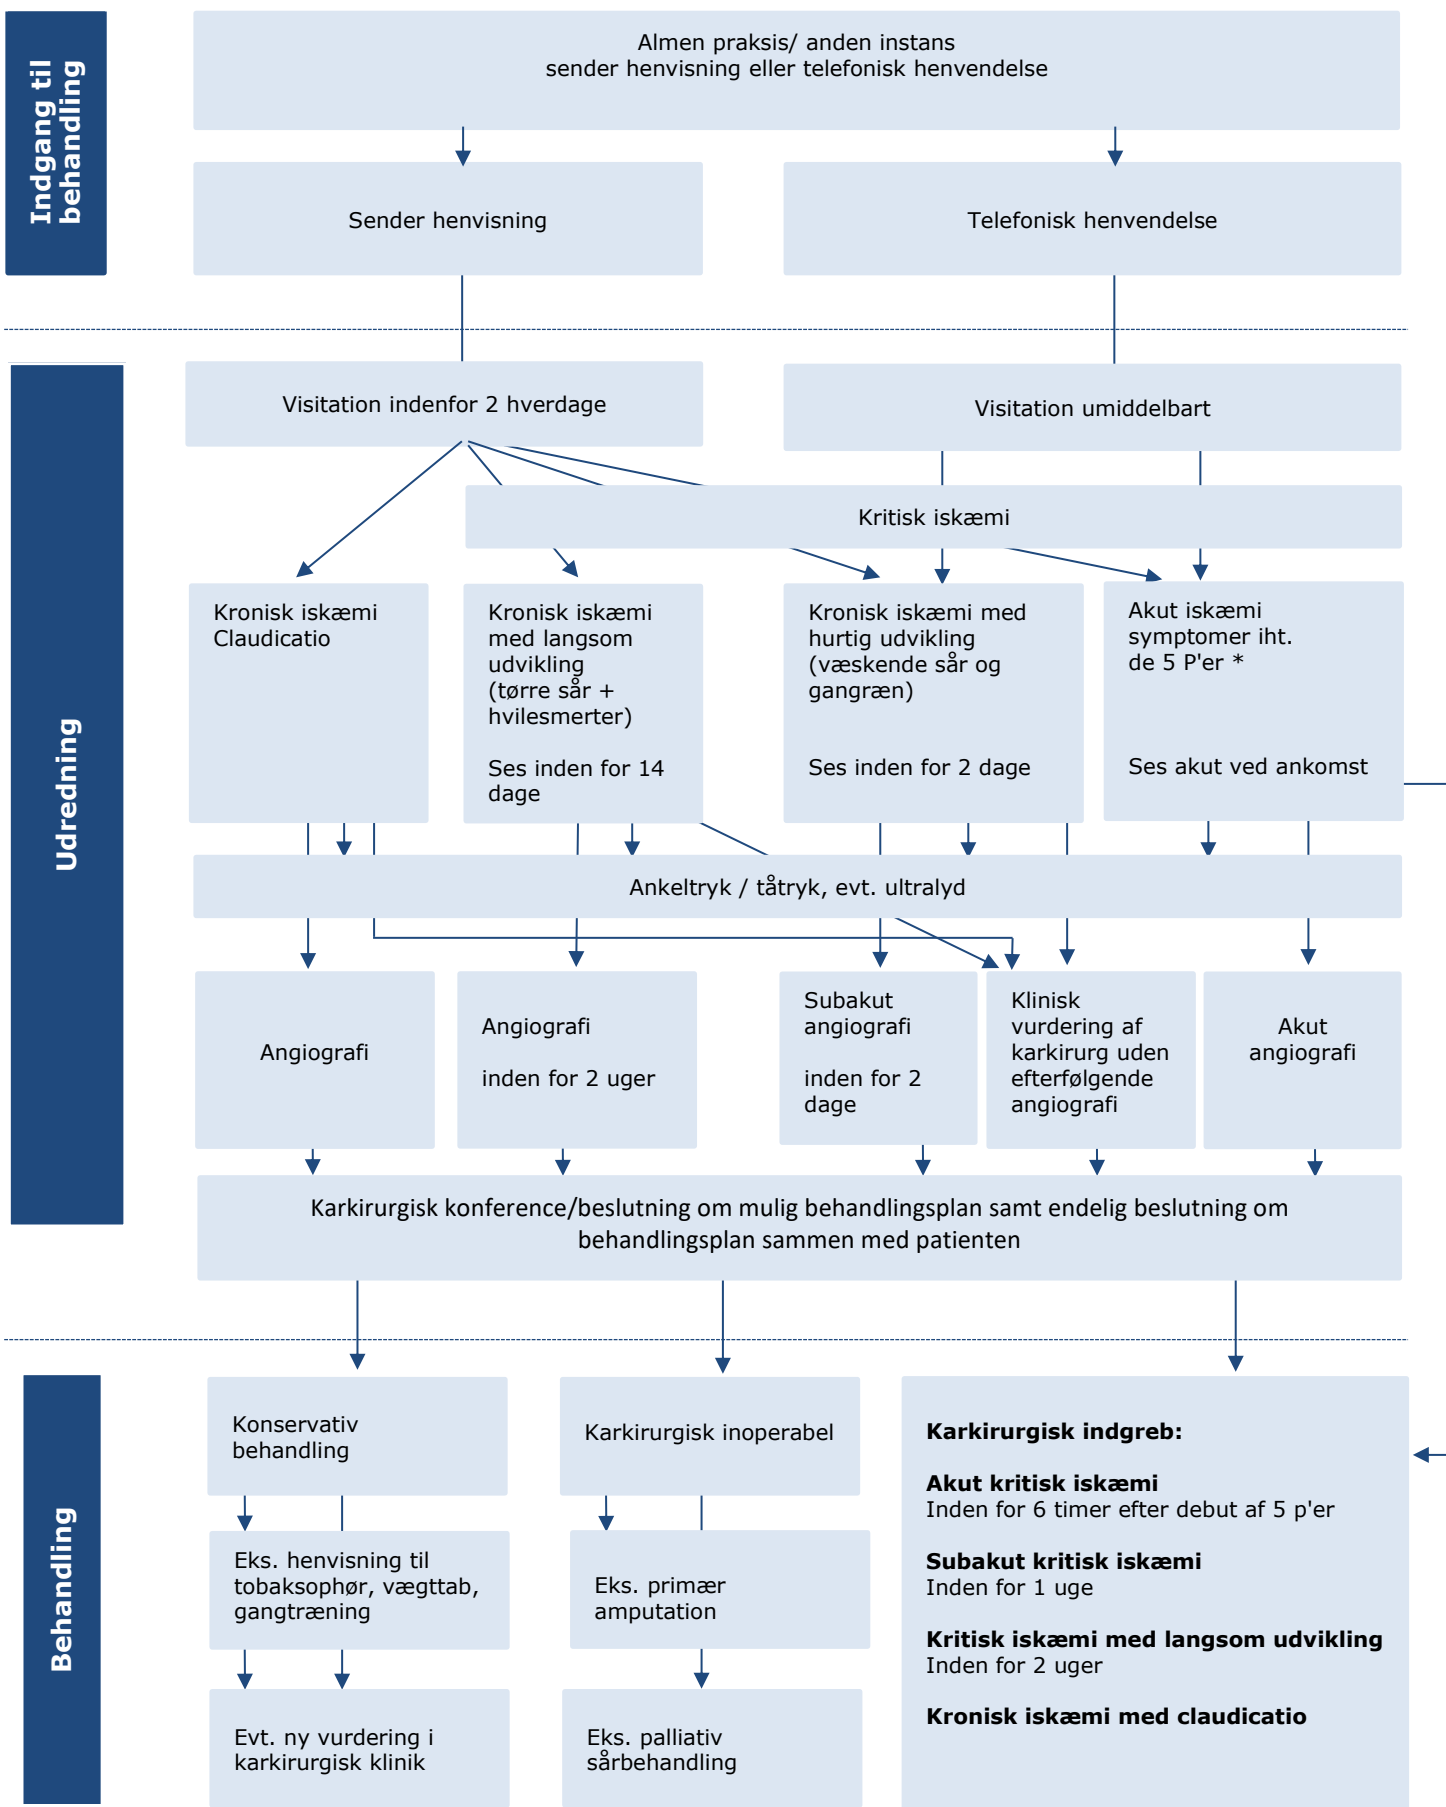 Indgang til
behandling
Almen praksis/ anden instans
sender henvisning eller telefonisk henvendelse
Sender henvisning
Telefonisk henvendelse
Udredning
Visitation indenfor 2 hverdage
Visitation umiddelbart
Kritisk iskæmi
Kronisk iskæmi
Claudicatio
Kronisk iskæmi
med langsom
udvikling
(tørre sår +
hvilesmerter)
Ses inden for 14
dage
Kronisk iskæmi med
hurtig udvikling
(væskende sår og
gangræn)
Ses inden for 2 dage
Akut iskæmi
symptomer iht.
de 5 P'er *
Ses akut ved ankomst
Ankeltryk / tåtryk, evt. ultralyd
Angiografi
Angiografi
inden for 2 uger
Subakut
angiografi
inden for 2
dage
Klinisk
vurdering af
karkirurg uden
efterfølgende
angiografi
Akut
angiografi
Karkirurgisk konference/beslutning om mulig behandlingsplan samt endelig beslutning om
behandlingsplan sammen med patienten
Behandling
Konservativ
behandling
Eks. henvisning til
tobaksophør, vægttab,
gangtræning
Evt. ny vurdering i
karkirurgisk klinik
Karkirurgisk inoperabel
Eks. primær
amputation
Eks. palliativ
sårbehandling
Karkirurgisk indgreb:
Akut kritisk iskæmi
Inden for 6 timer efter debut af 5 p'er
Subakut kritisk iskæmi
Inden for 1 uge
Kritisk iskæmi med langsom udvikling
Inden for 2 uger
Kronisk iskæmi med claudicatio